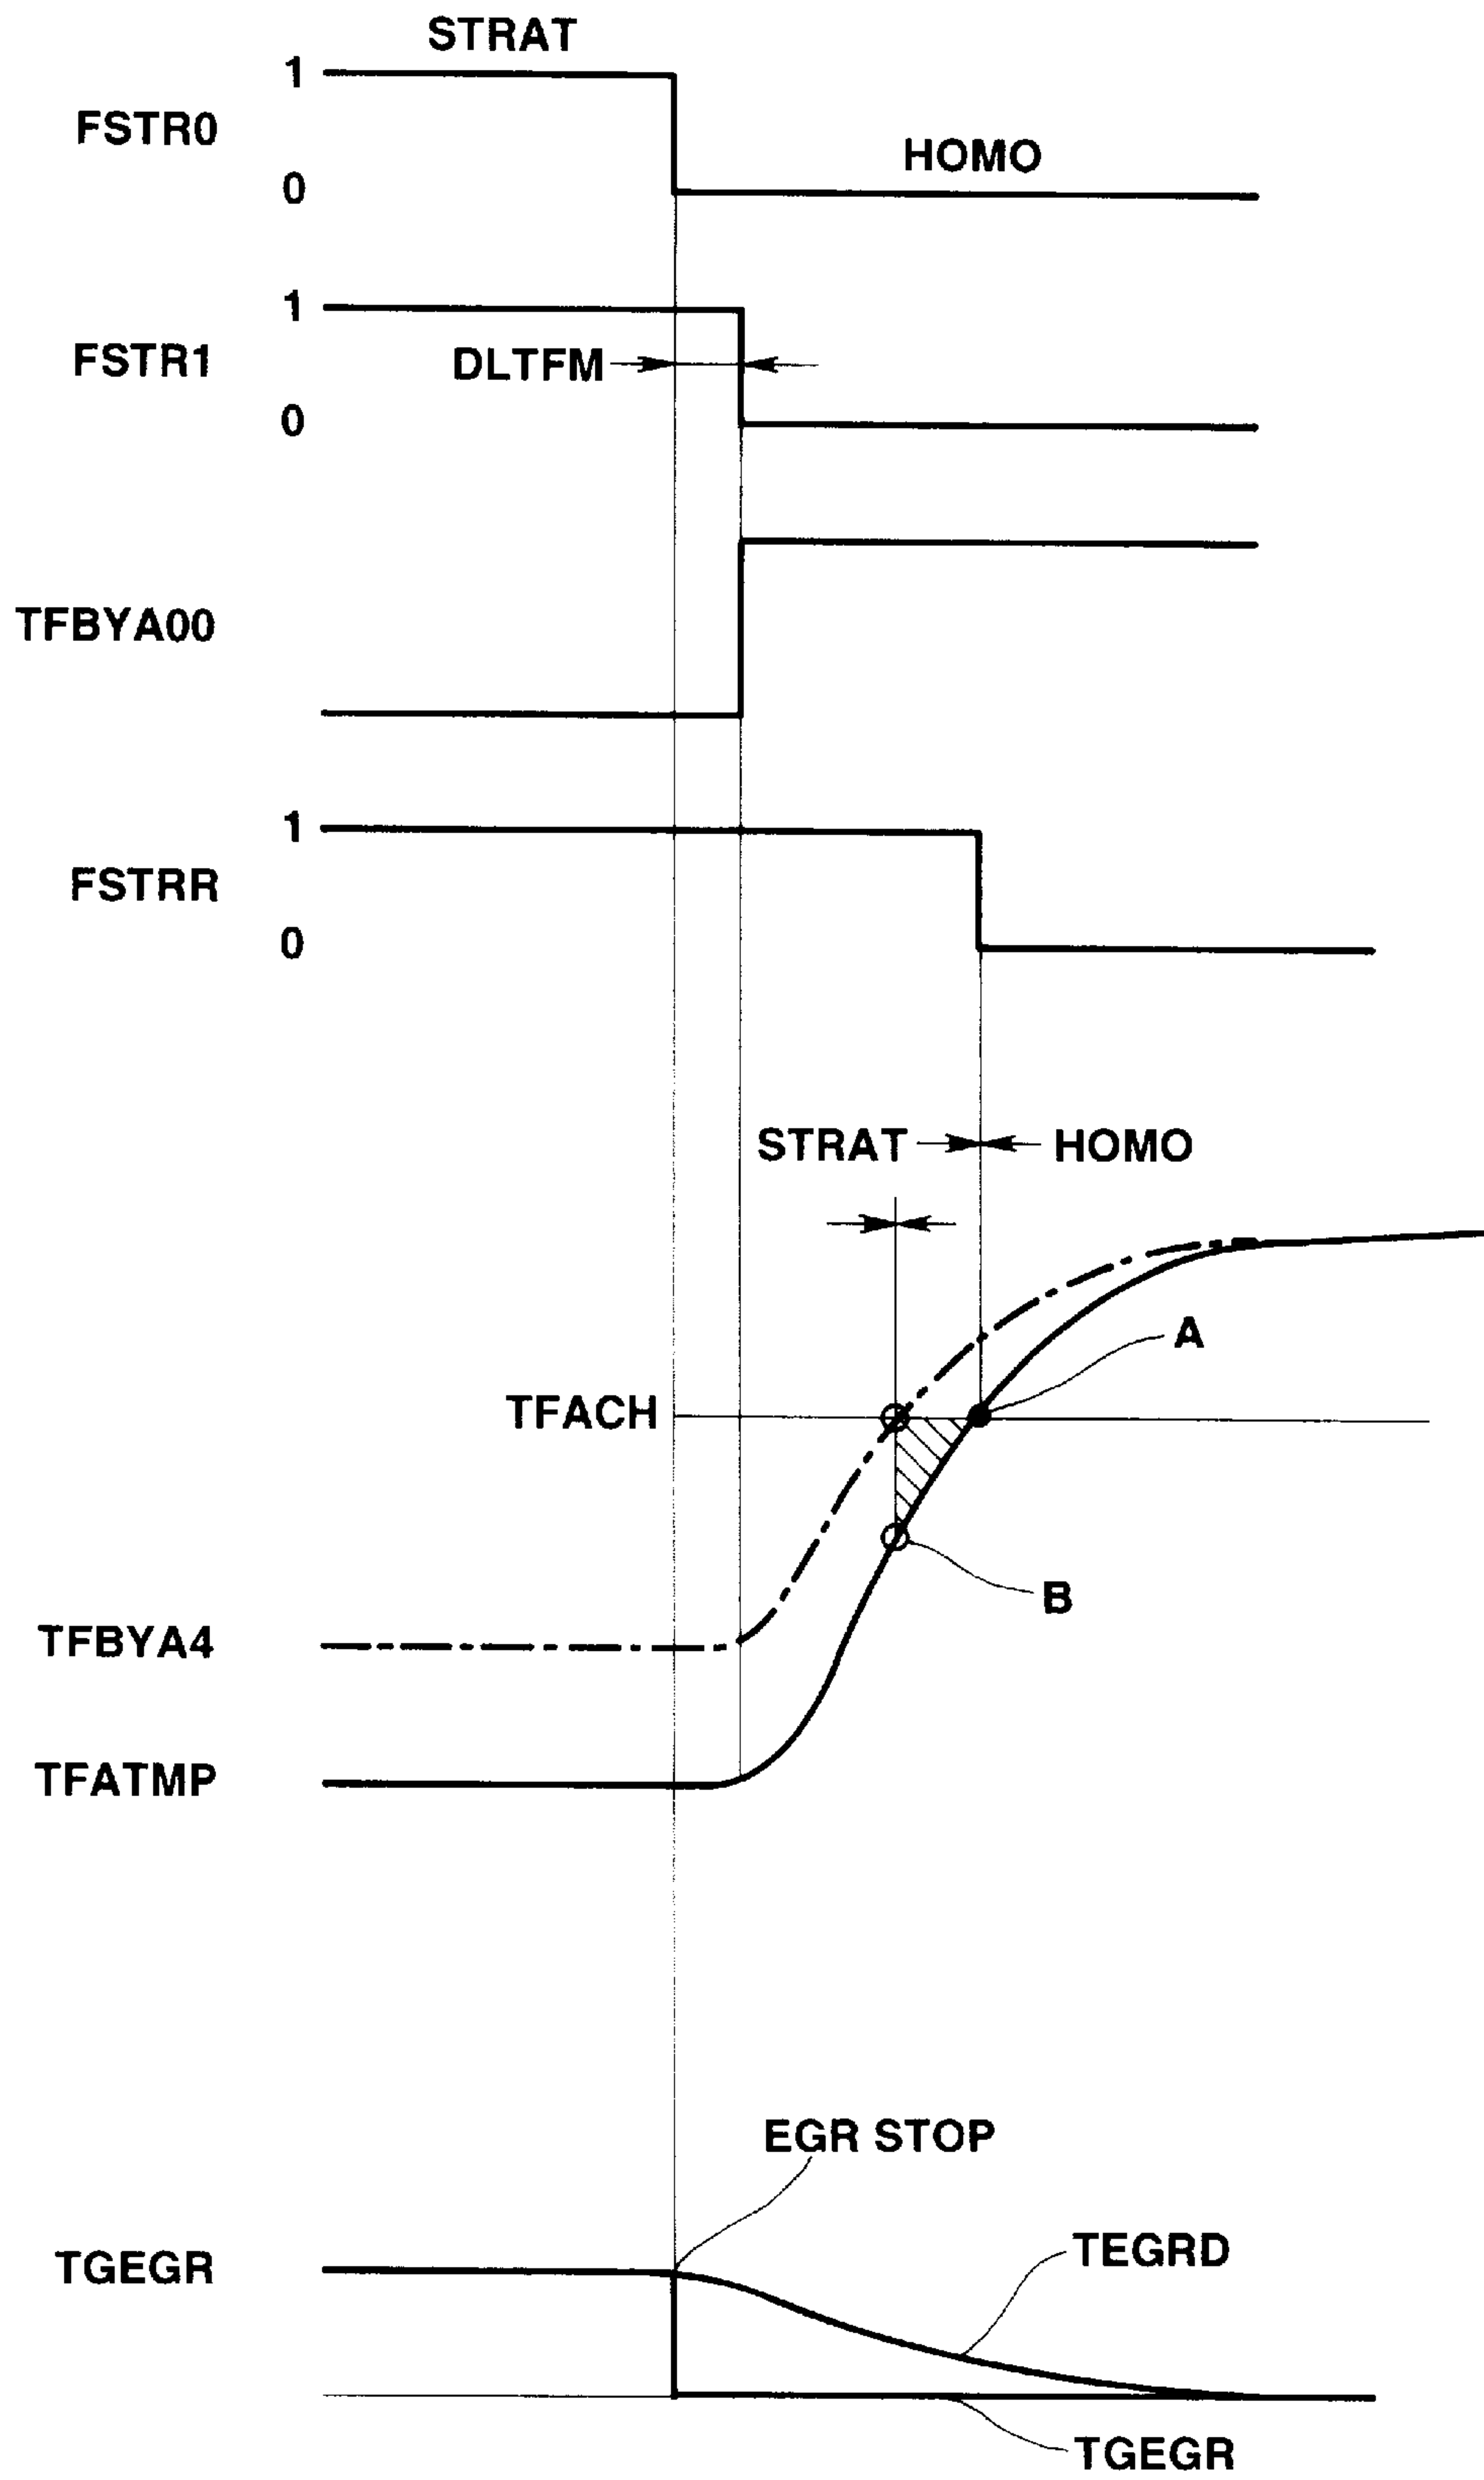 STRAT
1
FSTR0
HOMO
0
1
FSTR1
DLTFM
0
TFBYA00
1
FSTRR
0
STRAT
HOMO
A
TFACH
B
TFBYA4
TFATMP
EGR STOP
TEGRD
TGEGR
TGEGR